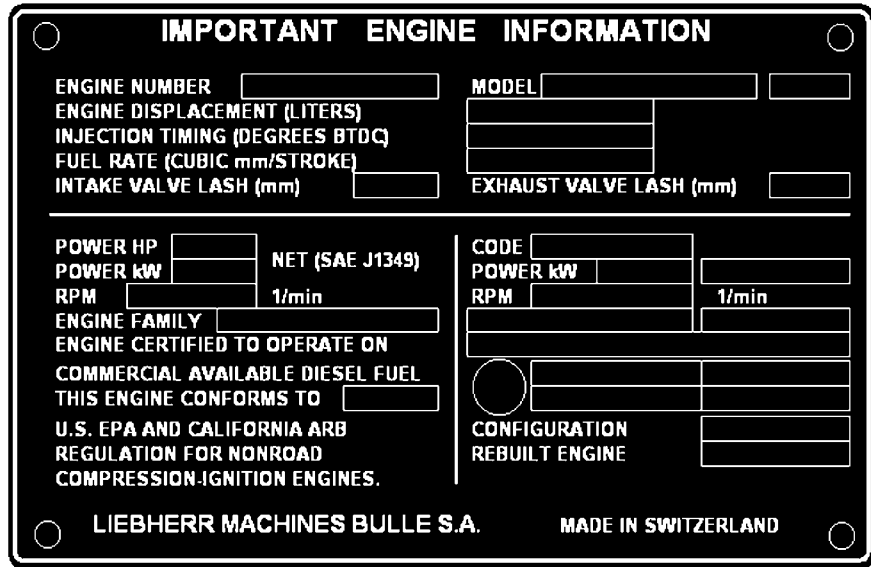 IMPORTANT ENGINE INFORMATION
ENGINE NUMBER MODEL
ENGINE DISPLACEMENT (LITERS)
INJECTION TIMING (DEGREES BTDC)
FUEL RATE (CUBIC mm/STROKE)
INTAKE VALVE LASH (mm) EXHAUST VALVE LASH (mm)
POWER HP
POWER kW
NET (SAE J1349)
RPM 1/min
ENGINE FAMILY
ENGINE CERTIFIED TO OPERATE ON
COMMERCIAL AVAILABLE DIESEL FUEL
THIS ENGINE CONFORMS TO
U.S. EPA AND CALIFORNIA ARB
REGULATION FOR NONROAD
COMPRESSION-IGNITION ENGINES.
CODE
POWER kW
RPM 1/min
CONFIGURATION
REBUILT ENGINE
LIEBHERR MACHINES BULLE S.A. MADE IN SWITZERLAND